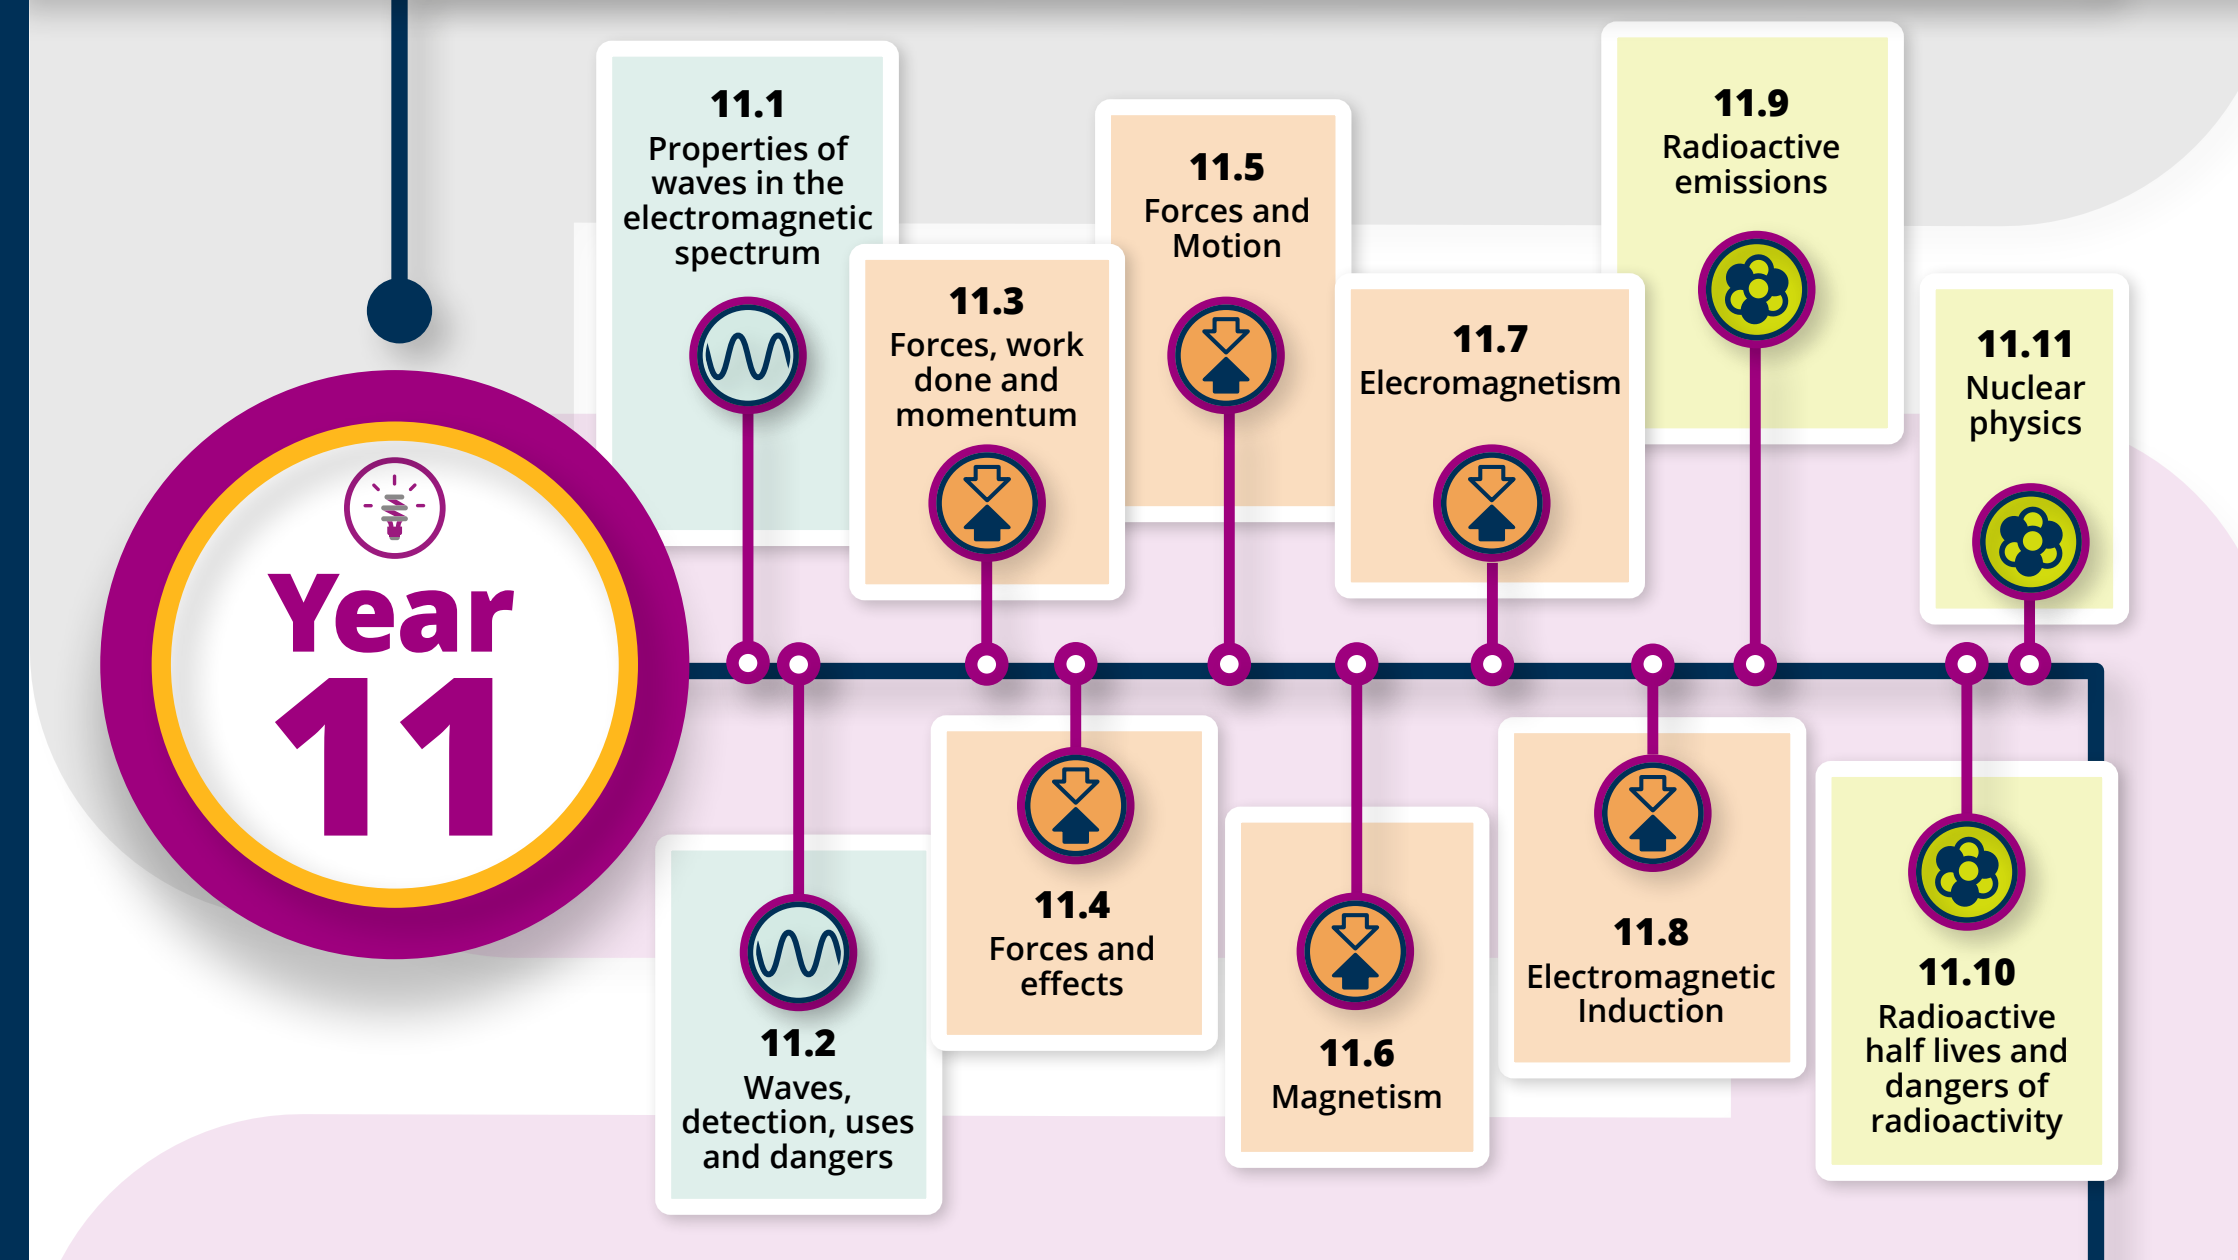 Year
11
11.1
Properties of
waves in the
electromagnetic
spectrum
11.2
Waves,
detection, uses
and dangers
11.3
Forces, work
done and
momentum
11.4
Forces and
effects
11.5
Forces and
Motion
11.6
Magnetism
11.7
Elecromagnetism
11.8
Electromagnetic
Induction
11.9
Radioactive
emissions
11.10
Radioactive
half lives and
dangers of
radioactivity
11.11
Nuclear
physics